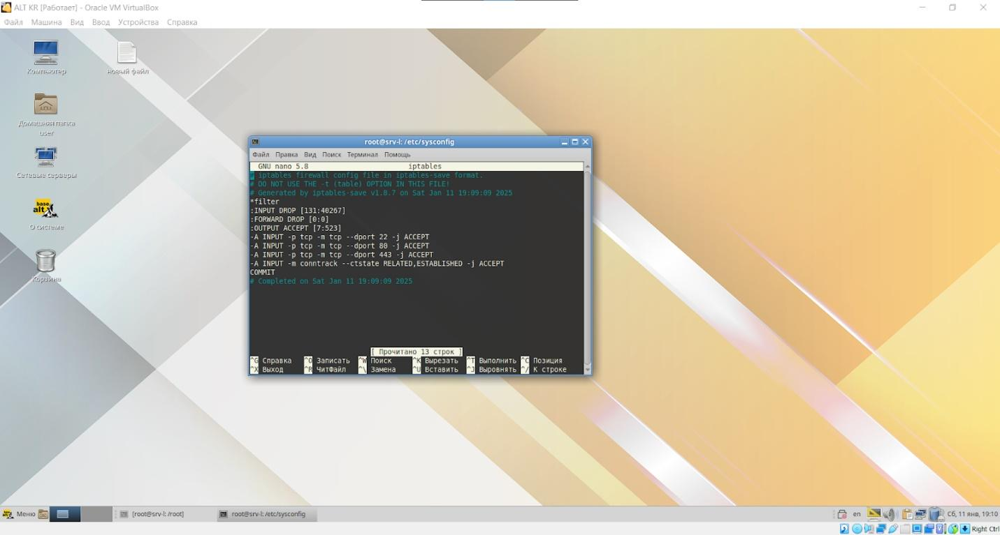 ALT KR [Работает] - Oracle VM VirtualBox
Файл Машина Вид Ввод Устройства Справка
Компьютер
новый файл
Домашняя папка
user
Сетевые серверы
base
alt
О системе
Корзина
root@srv-l: /etc/sysconfig
Файл Правка Вид Поиск Терминал Помощь
GNU nano 5.8 iptables
# iptables firewall config file in iptables-save format.
# DO NOT USE THE -t (table) OPTION IN THIS FILE!
# Generated by iptables-save v1.8.7 on Sat Jan 11 19:09:09 2025
*filter
:INPUT DROP [131:40267]
:FORWARD DROP [0:0]
:OUTPUT ACCEPT [7:523]
-A INPUT -p tcp -m tcp --dport 22 -j ACCEPT
-A INPUT -p tcp -m tcp --dport 80 -j ACCEPT
-A INPUT -p tcp -m tcp --dport 443 -j ACCEPT
-A INPUT -m conntrack --ctstate RELATED,ESTABLISHED -j ACCEPT
COMMIT
# Completed on Sat Jan 11 19:09:09 2025
[ Прочитано 13 строк ]
^G Справка ^O Записать ^W Поиск ^K Вырезать ^T Выполнить ^C Позиция
^X Выход ^R ЧитФайл ^\ Замена ^U Вставить ^J Выровнять ^/ К строке
Меню [root@srv-l: /root] root@srv-l: /etc/sysconfig en Сб, 11 янв, 19:10
Right Ctrl